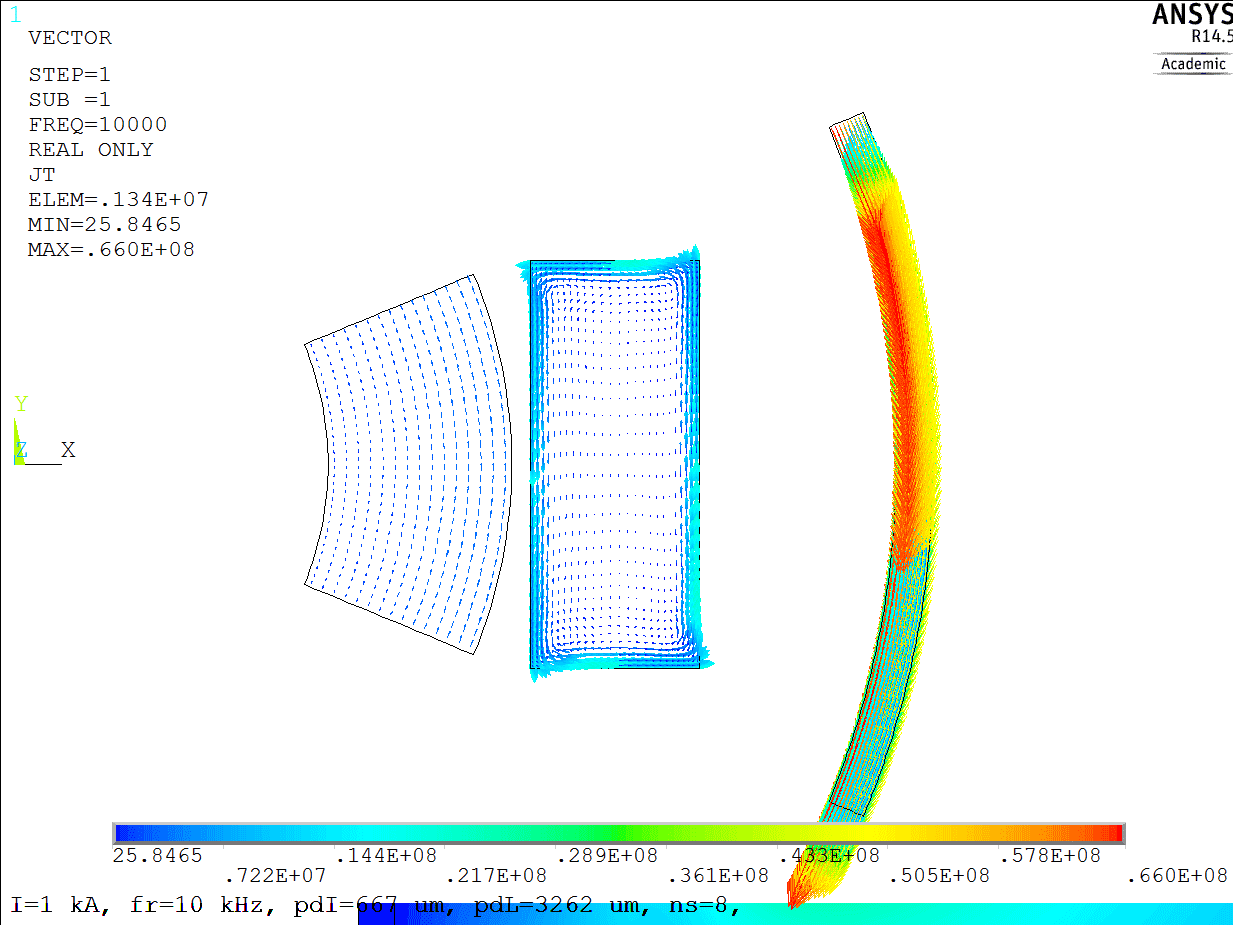 1
VECTOR
STEP=1
SUB =1
FREQ=10000
REAL ONLY
JT
ELEM=.134E+07
MIN=25.8465
MAX=.660E+08
ANSYS
R14.5
Academic
Y
Z X
25.8465 .144E+08 .289E+08 .433E+08 .578E+08
.722E+07 .217E+08 .361E+08 .505E+08 .660E+08
I=1 kA, fr=10 kHz, pdI=667 um, pdL=3262 um, ns=8,